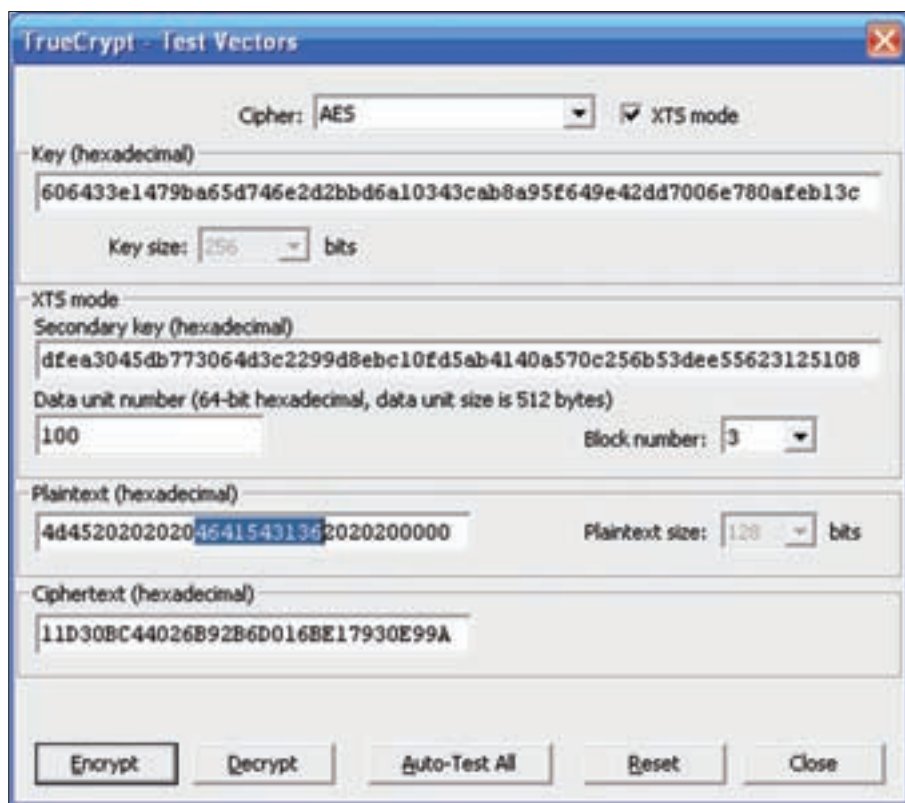 TrueCrypt - Test Vectors
Cipher: AES XTS mode
Key (hexadecimal)
606433e1479ba65d746e2d2bbd6a10343cab8a95f649e42dd7006e780afeb13c
Key size: 256 bits
XTS mode
Secondary key (hexadecimal)
dfea3045db773064d3c2299d8ebc10fd5ab4140a570c256b53dee55623125108
Data unit number (64-bit hexadecimal, data unit size is 512 bytes)
100 Block number: 3
Plaintext (hexadecimal)
4d452020202046415431362020200000 Plaintext size: 128 bits
Ciphertext (hexadecimal)
11D30BC44026B92B6D016BE17930E99A
Encrypt Decrypt Auto-Test All Reset Close